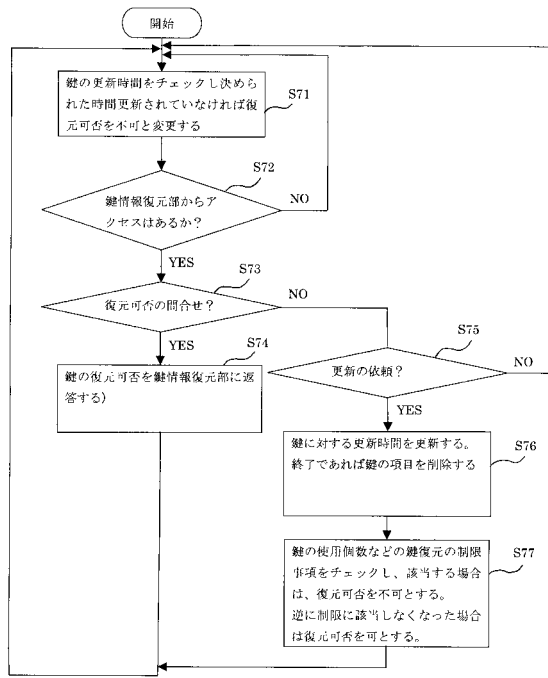 開始
鍵の更新時間をチェックし決め
られた時間更新されていなければ復
元可否を不可と変更する
S71
S72
鍵情報復元部からア
クセスはあるか？
NO
YES
S73
復元可否の問合せ？
NO
YES
S74
S75
鍵の復元可否を鍵情報復元部に返
答する）
更新の依頼？
NO
YES
鍵に対する更新時間を更新する。
終了であれば鍵の項目を削除する
S76
鍵の使用個数などの鍵復元の制限
事項をチェックし、該当する場合
は、復元可否を不可とする。
逆に制限に該当しなくなった場合
は復元可否を可とする。
S77